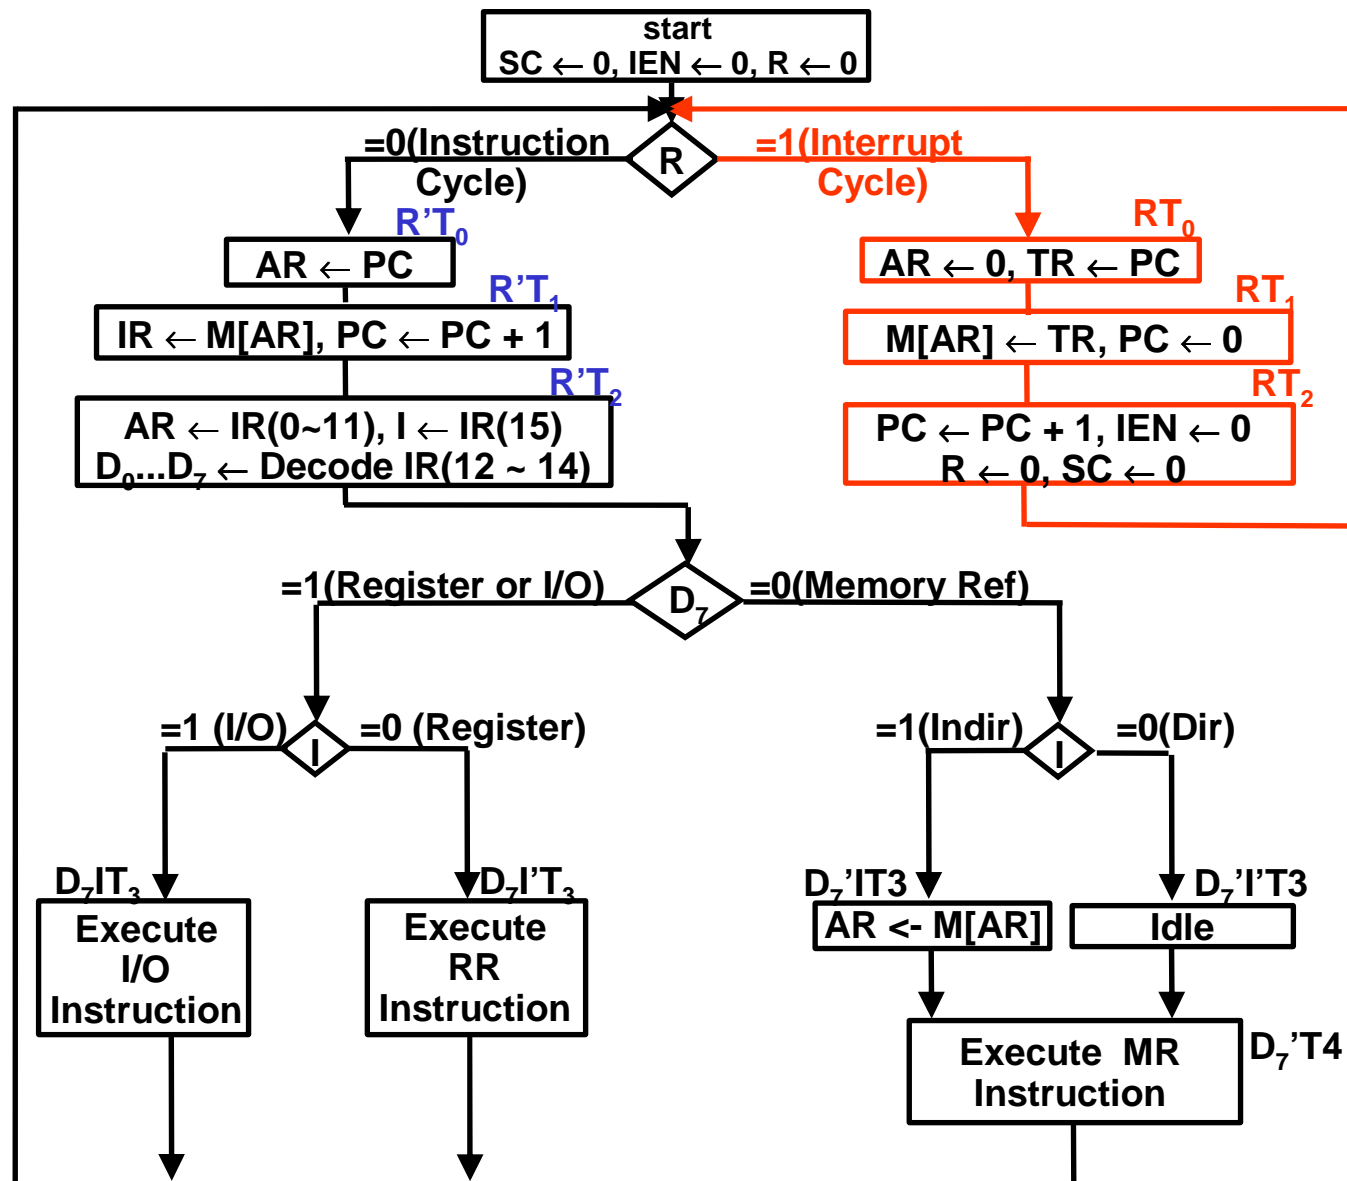 start
SC ← 0, IEN ← 0, R ← 0
=0(Instruction
Cycle)
R
=1(Interrupt
Cycle)
R’T₀
AR ← PC
R’T₁
IR ← M[AR], PC ← PC + 1
R’T₂
AR ← IR(0~11), I ← IR(15)
D₀...D₇ ← Decode IR(12 ~ 14)
RT₀
AR ← 0, TR ← PC
RT₁
M[AR] ← TR, PC ← 0
RT₂
PC ← PC + 1, IEN ← 0
R ← 0, SC ← 0
=1(Register or I/O)
D₇
=0(Memory Ref)
=1 (I/O)
I
=0 (Register)
=1(Indir)
I
=0(Dir)
D₇IT₃
Execute
I/O
Instruction
D₇I’T₃
Execute
RR
Instruction
D₇’IT3
AR <- M[AR]
D₇’I’T3
Idle
Execute MR
Instruction
D₇’T4